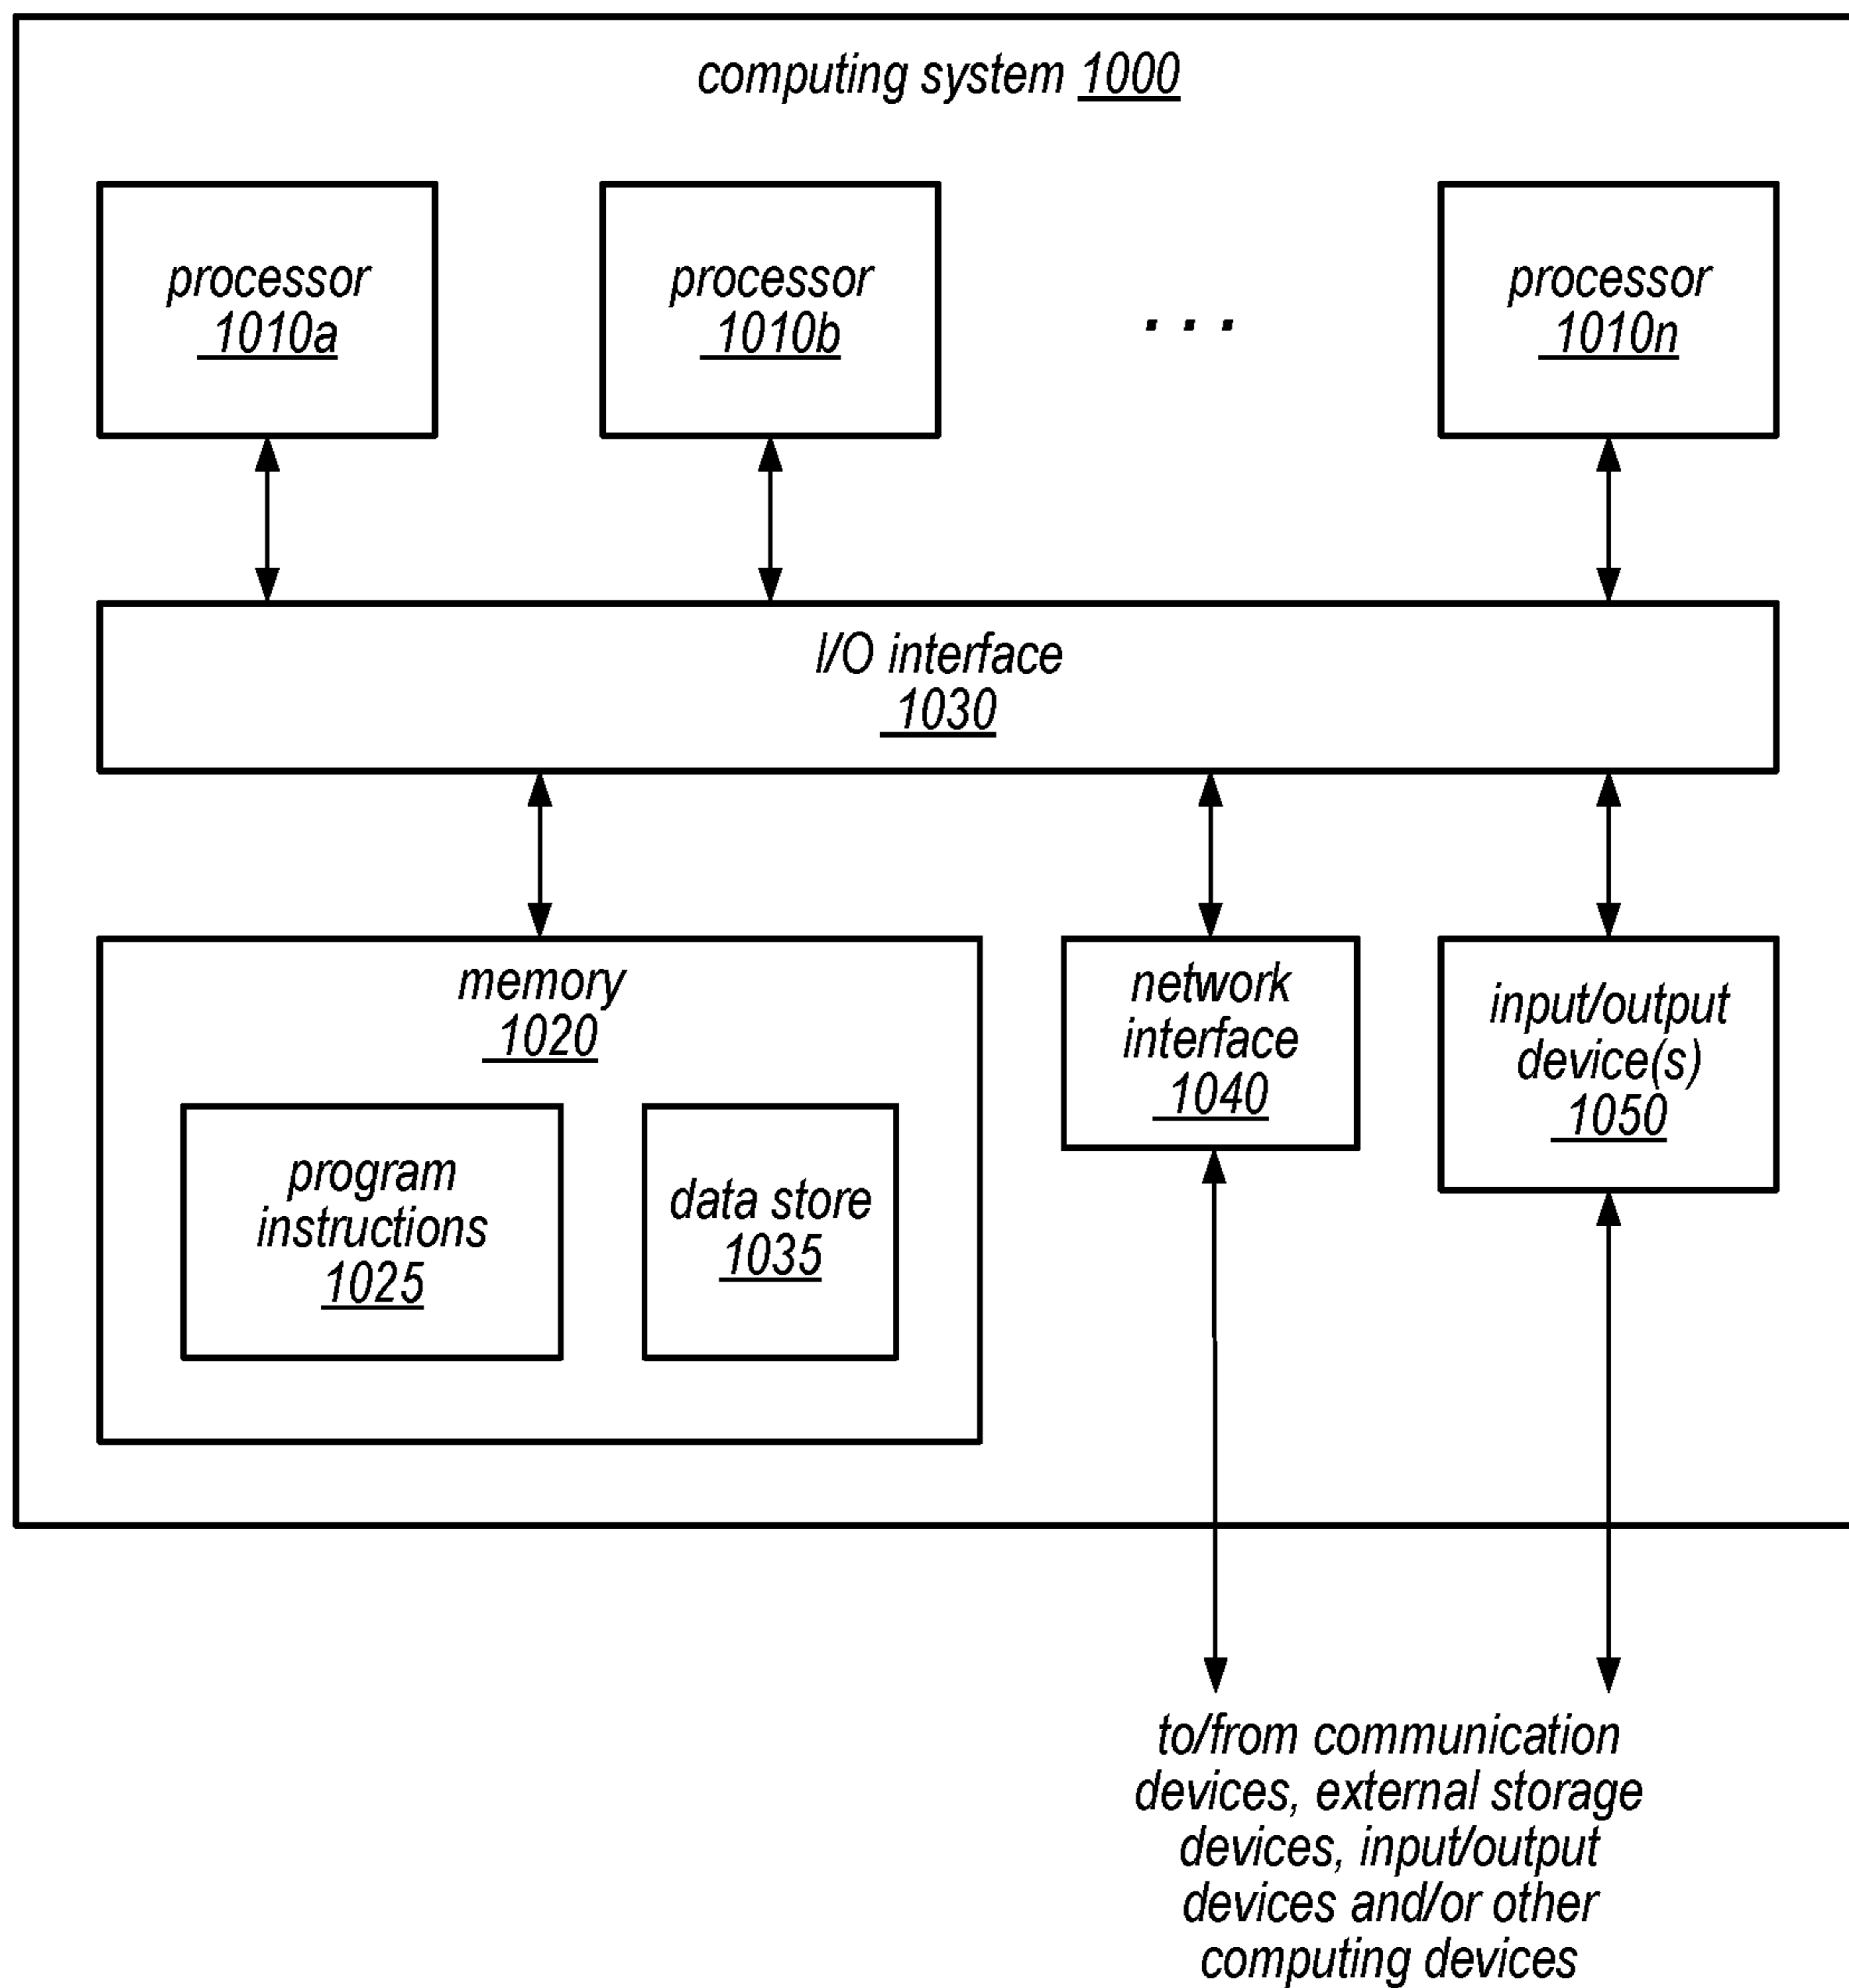 computing system 1000
processor
1010a
processor
1010b
. . .
processor
1010n
I/O interface
1030
memory
1020
program
instructions
1025
data store
1035
network
interface
1040
input/output
device(s)
1050
to/from communication
devices, external storage
devices, input/output
devices and/or other
computing devices